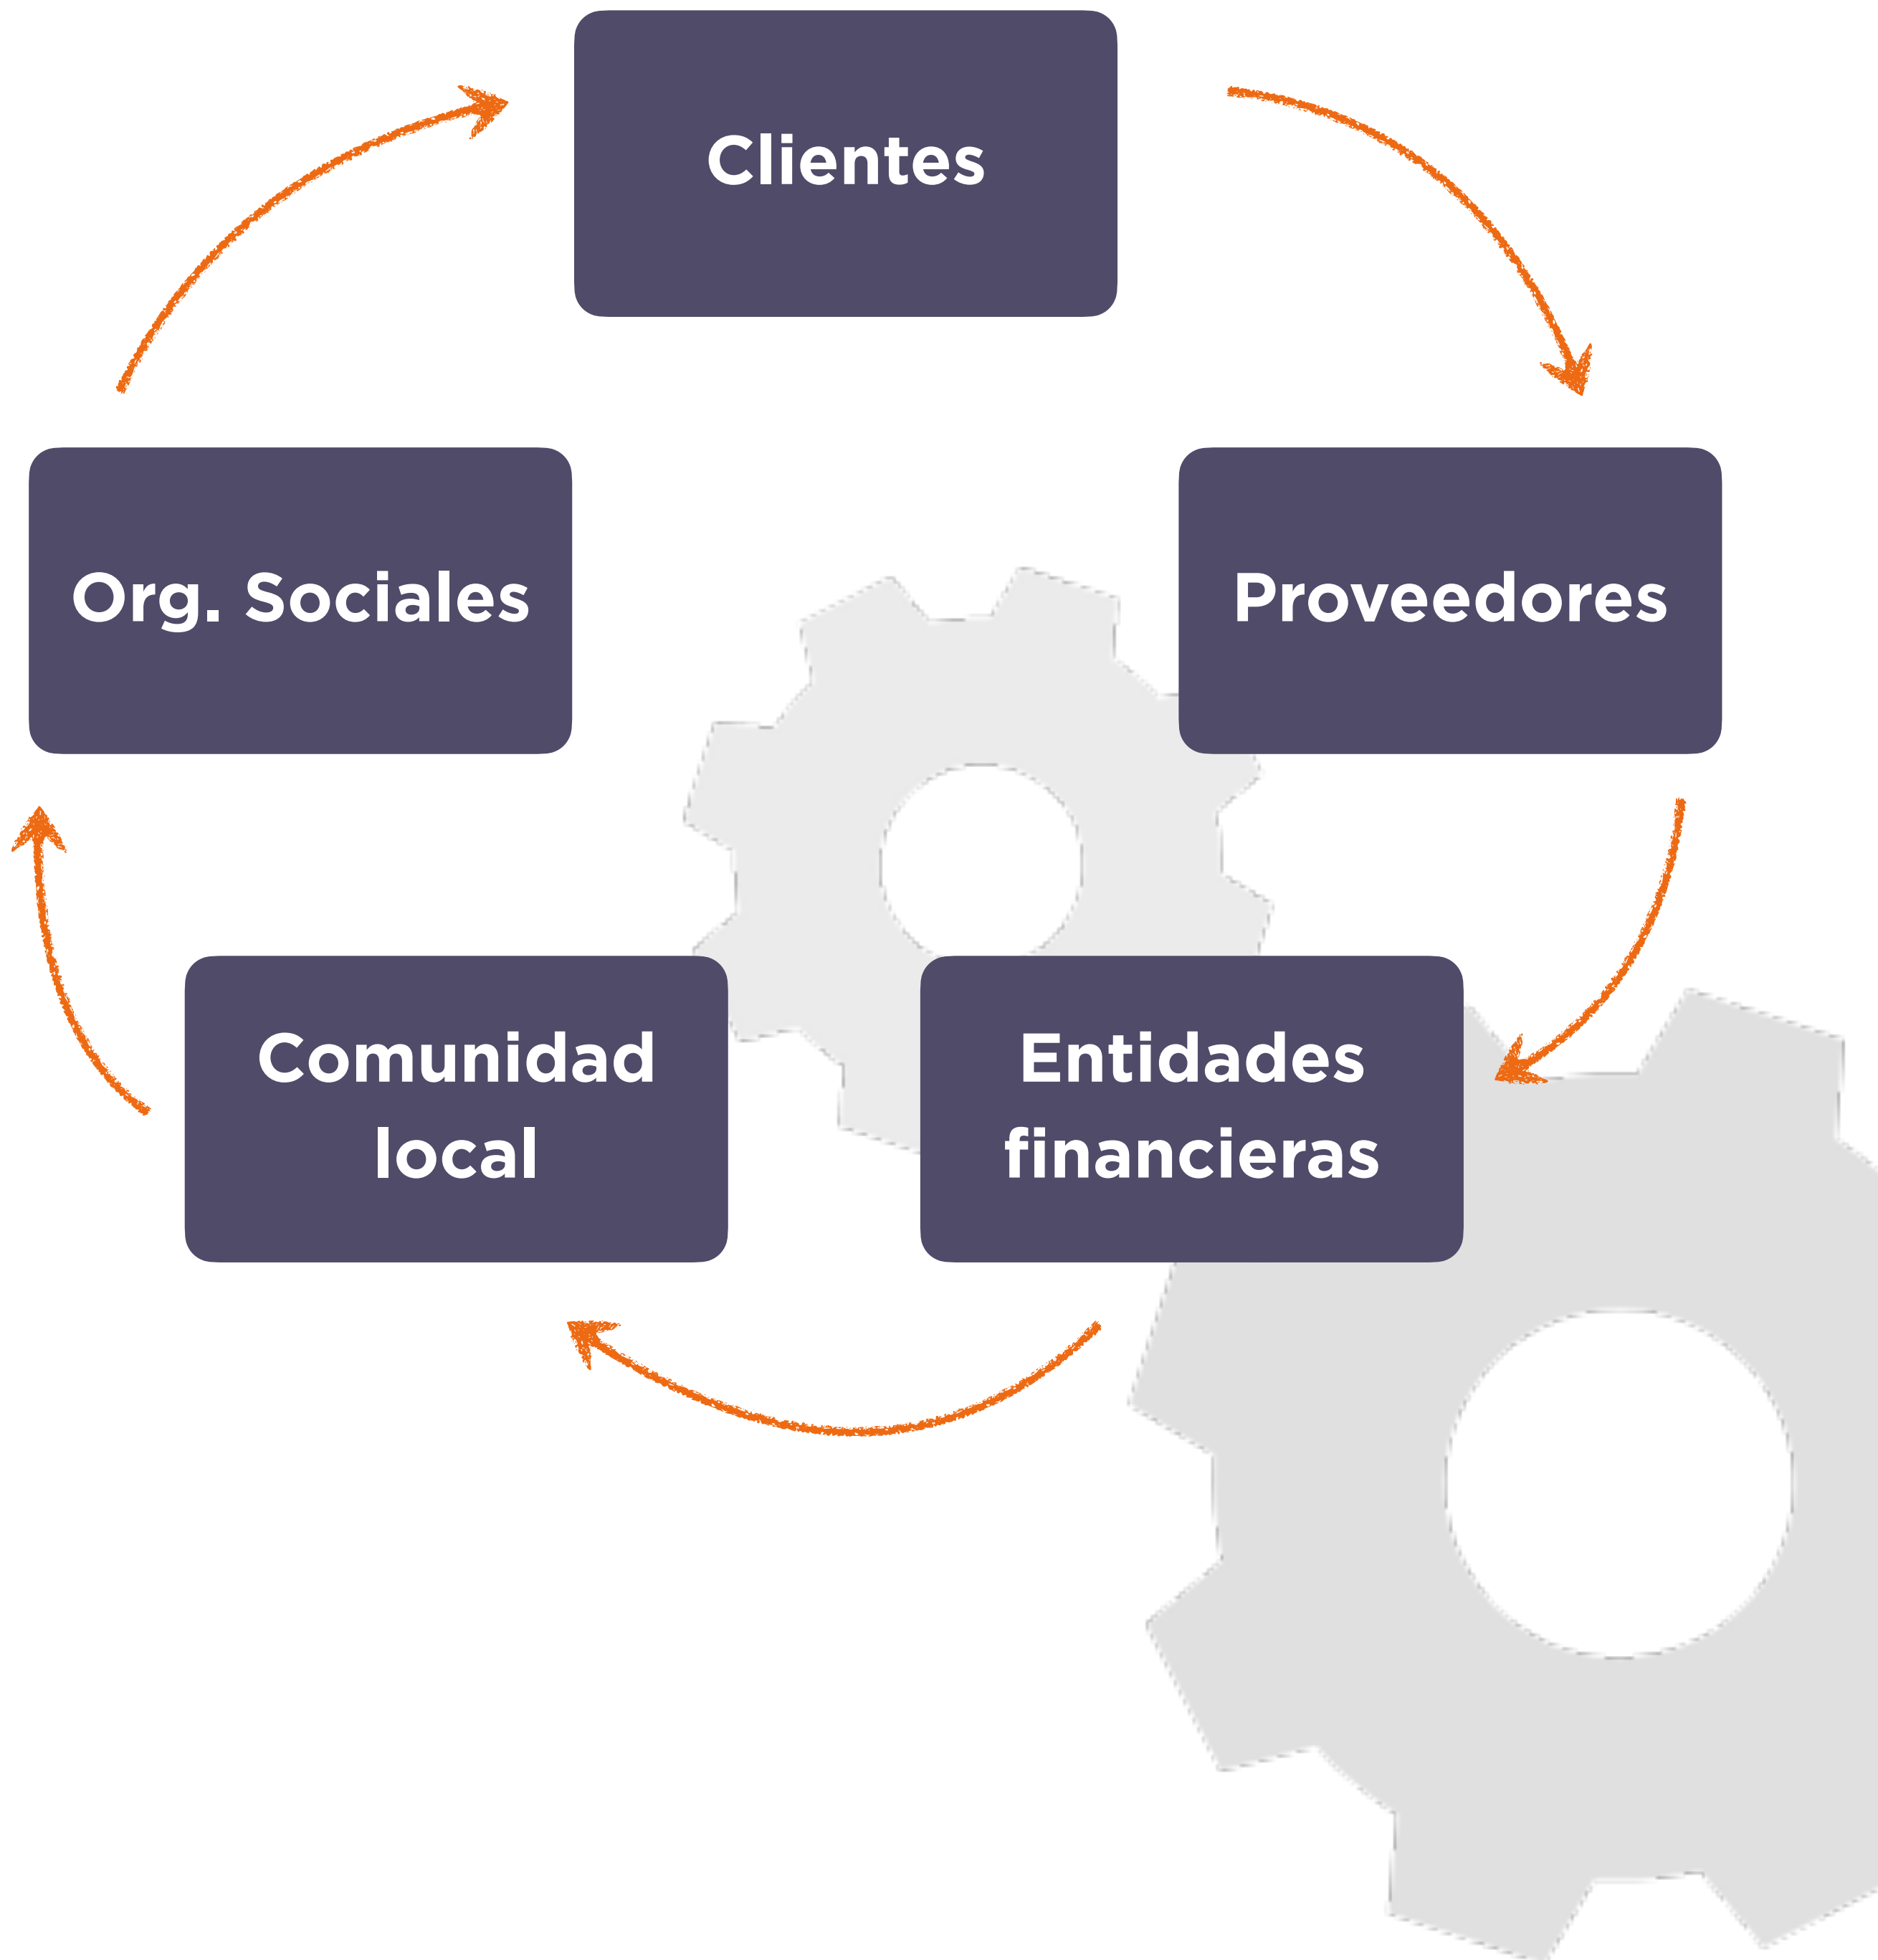 Clientes
Org. Sociales
Proveedores
Comunidad
local
Entidades
financieras